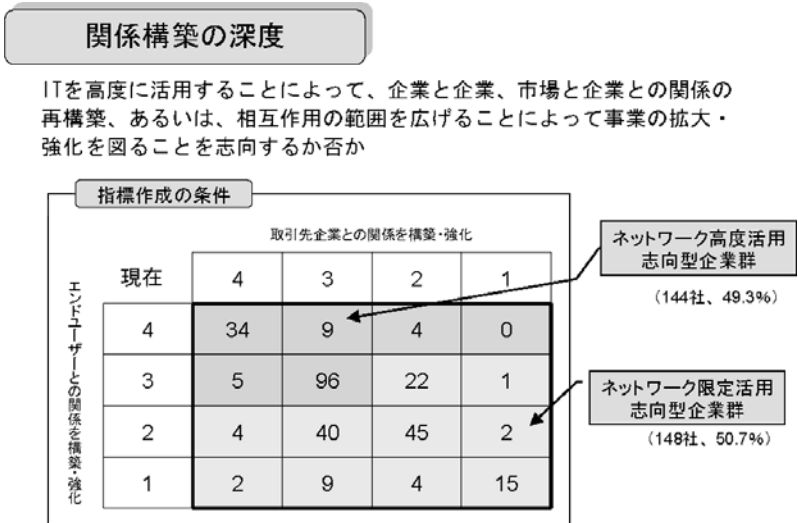 関係構築の深度
ITを高度に活用することによって、企業と企業、市場と企業との関係の
再構築、あるいは、相互作用の範囲を広げることによって事業の拡大・
強化を図ることを志向するか否か
指標作成の条件
取引先企業との関係を構築・強化
エンドユーザーとの関係を構築・強化
現在 4 3 2 1
4 34 9 4 0
3 5 96 22 1
2 4 40 45 2
1 2 9 4 15
ネットワーク高度活用
志向型企業群
（144社、49.3%）
ネットワーク限定活用
志向型企業群
（148社、50.7%）